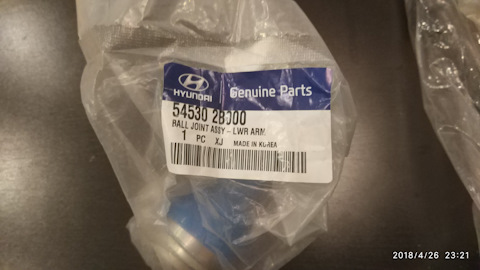 HYUNDAI
Genuine Parts
54530 2B000
BALL JOINT ASSY-LWR ARM
1 PC XJ MADE IN KOREA
2018/4/26 23:21